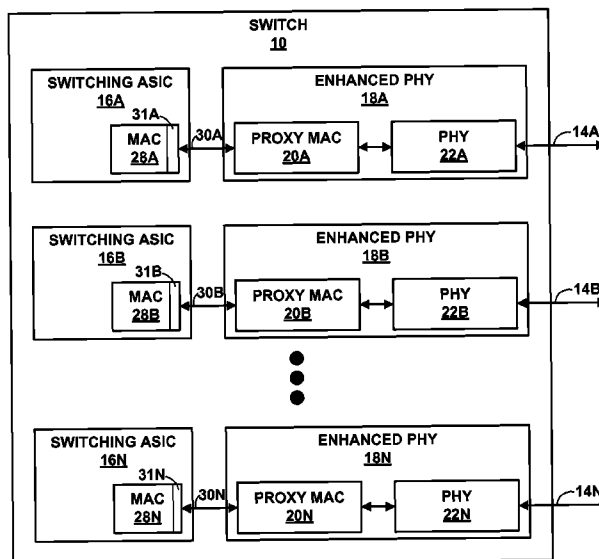 SWITCH
10
SWITCHING ASIC
16A
31A
MAC
28A
30A
ENHANCED PHY
18A
PROXY MAC
20A
PHY
22A
14A
SWITCHING ASIC
16B
31B
MAC
28B
30B
ENHANCED PHY
18B
PROXY MAC
20B
PHY
22B
14B
SWITCHING ASIC
16N
31N
MAC
28N
30N
ENHANCED PHY
18N
PROXY MAC
20N
PHY
22N
14N